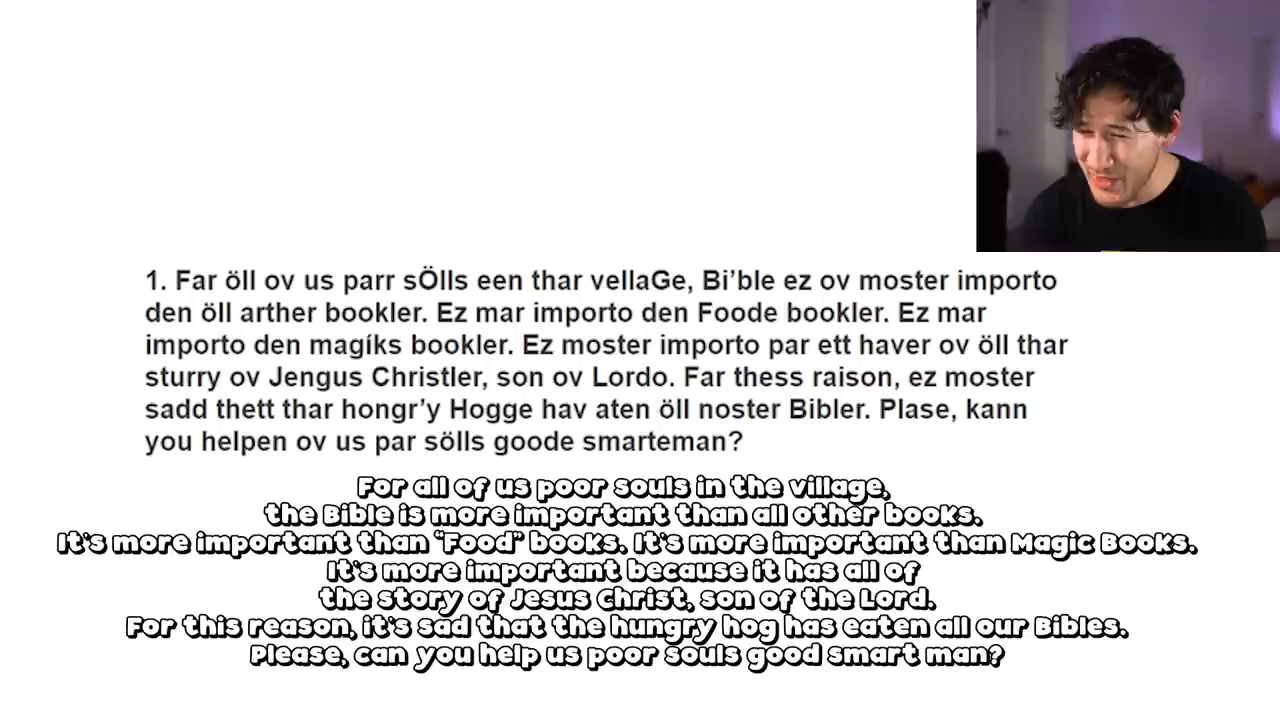 1. Far öll ov us parr sÖlls een thar vellaGe, Bi’ble ez ov moster importo
den öll arther bookler. Ez mar importo den Foode bookler. Ez mar
importo den magíks bookler. Ez moster importo par ett haver ov öll thar
sturry ov Jengus Christler, son ov Lordo. Far thess raison, ez moster
sadd thett thar hongr’y Hogge hav aten öll noster Bibler. Plase, kann
you helpen ov us par sölls goode smarteman?
For all of us poor souls in the village,
the Bible is more important than all other books.
It's more important than "Food" books. It's more important than Magic Books.
It's more important because it has all of
the story of Jesus Christ, son of the Lord.
For this reason, it's sad that the hungry hog has eaten all our Bibles.
Please, can you help us poor souls good smart man?